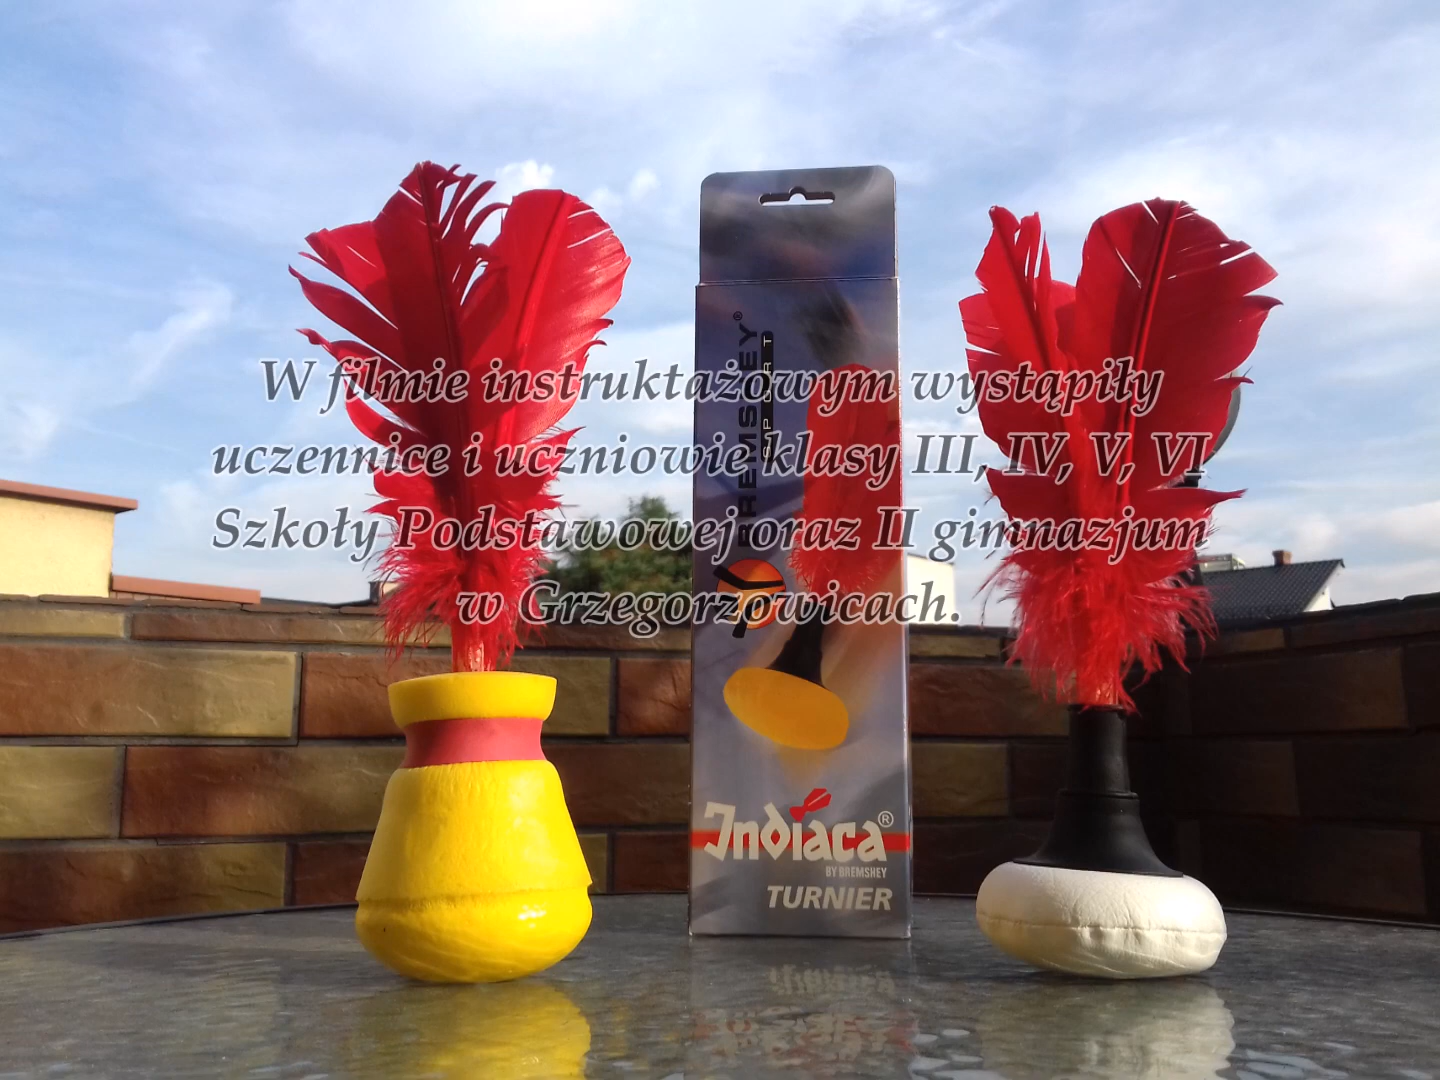 W filmie instruktażowym wystąpiły
uczennice i uczniowie klasy III, IV, V, VI
Szkoły Podstawowej oraz II gimnazjum
w Grzegorzowicach.
BREMSHEY®
SPORT
Indiaca®
BY BREMSHEY
TURNIER